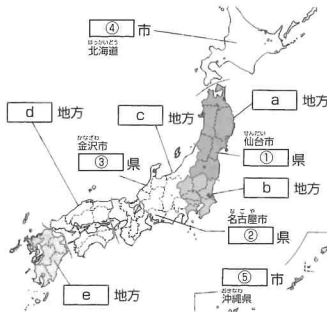 ④ 市
ほっかいどう
北海道
a 地方
d 地方
c 地方
かなざわ
金沢市
③ 県
せんだい
仙台市
① 県
b 地方
なごや
名古屋市
② 県
⑤ 市
おきなわ
沖縄県
e 地方